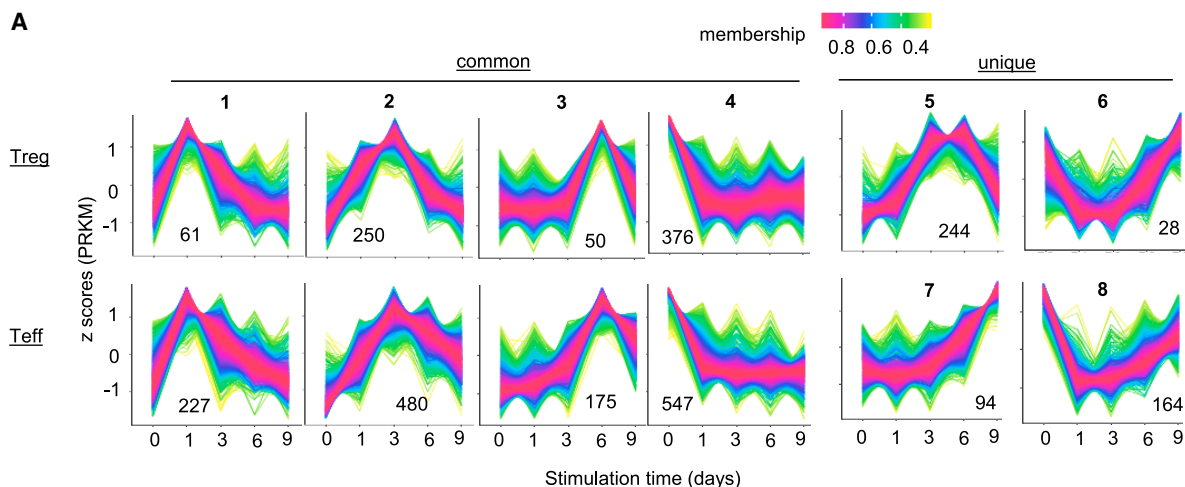 A
membership
0.8 0.6 0.4
common
unique
1 2 3 4 5 6
Treg
z scores (PRKM)
1
0
-1
61 250 50 376 244 28
Teff
7 8
1
0
-1
227 480 175 547 94 164
0 1 3 6 9 0 1 3 6 9 0 1 3 6 9 0 1 3 6 9 0 1 3 6 9 0 1 3 6 9
Stimulation time (days)